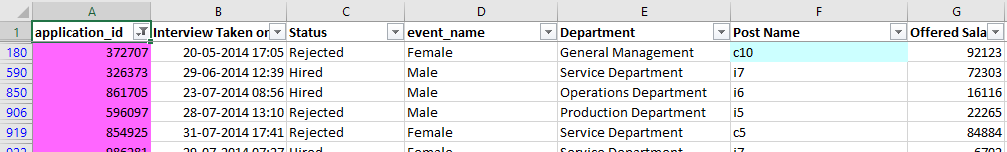 A B C D E F G
1 application_id Interview Taken on Status event_name Department Post Name Offered Sala
180 372707 20-05-2014 17:05 Rejected Female General Management c10 92123
590 326373 29-06-2014 12:39 Hired Male Service Department i7 72303
850 861705 23-07-2014 08:56 Hired Male Operations Department i6 16116
906 596097 28-07-2014 13:10 Rejected Male Production Department i5 22265
919 854925 31-07-2014 17:41 Rejected Female Service Department c5 84884